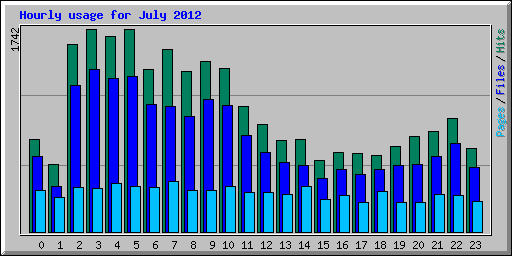 Hourly usage for July 2012
1742
Pages/Files/Hits
0 1 2 3 4 5 6 7 8 9 10 11 12 13 14 15 16 17 18 19 20 21 22 23